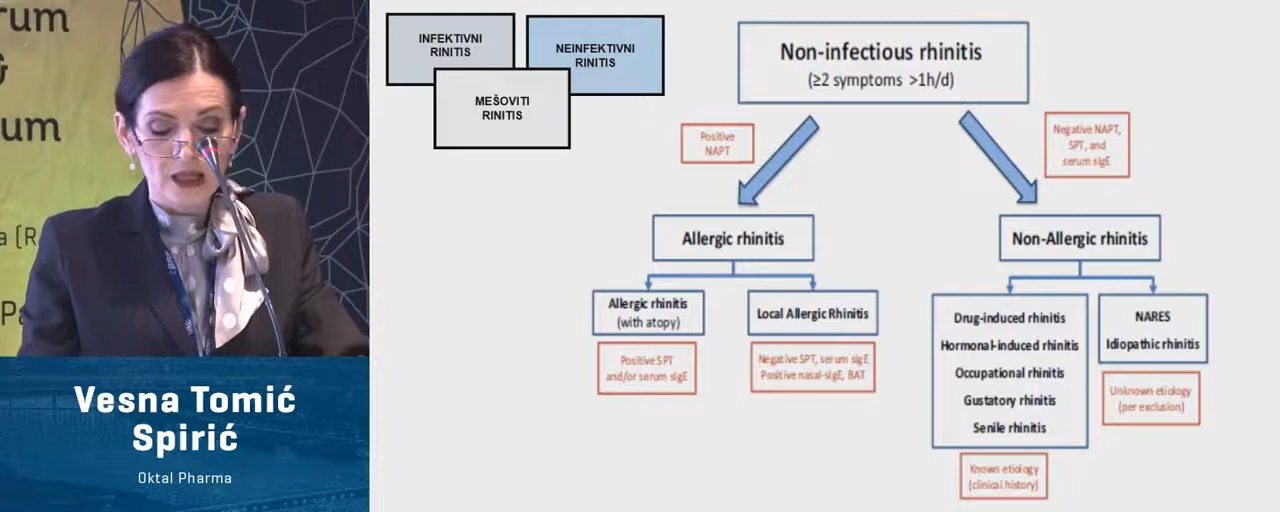 rum
&
um
a (R
Pa
Vesna Tomić
Spirić
Oktal Pharma
INFEKTIVNI
RINITIS
NEINFEKTIVNI
RINITIS
MEŠOVITI
RINITIS
Non-infectious rhinitis
(≥2 symptoms >1h/d)
Positive
NAPT
Negative NAPT,
SPT, and
serum sIgE
Allergic rhinitis
Non-Allergic rhinitis
Allergic rhinitis
(with atopy)
Local Allergic Rhinitis
Positive SPT
and/or serum sIgE
Negative SPT, serum sIgE
Positive nasal-sIgE, BAT
Drug-induced rhinitis
Hormonal-induced rhinitis
Occupational rhinitis
Gustatory rhinitis
Senile rhinitis
NARES
Idiopathic rhinitis
Unknown etiology
(per exclusion)
Known etiology
(clinical history)